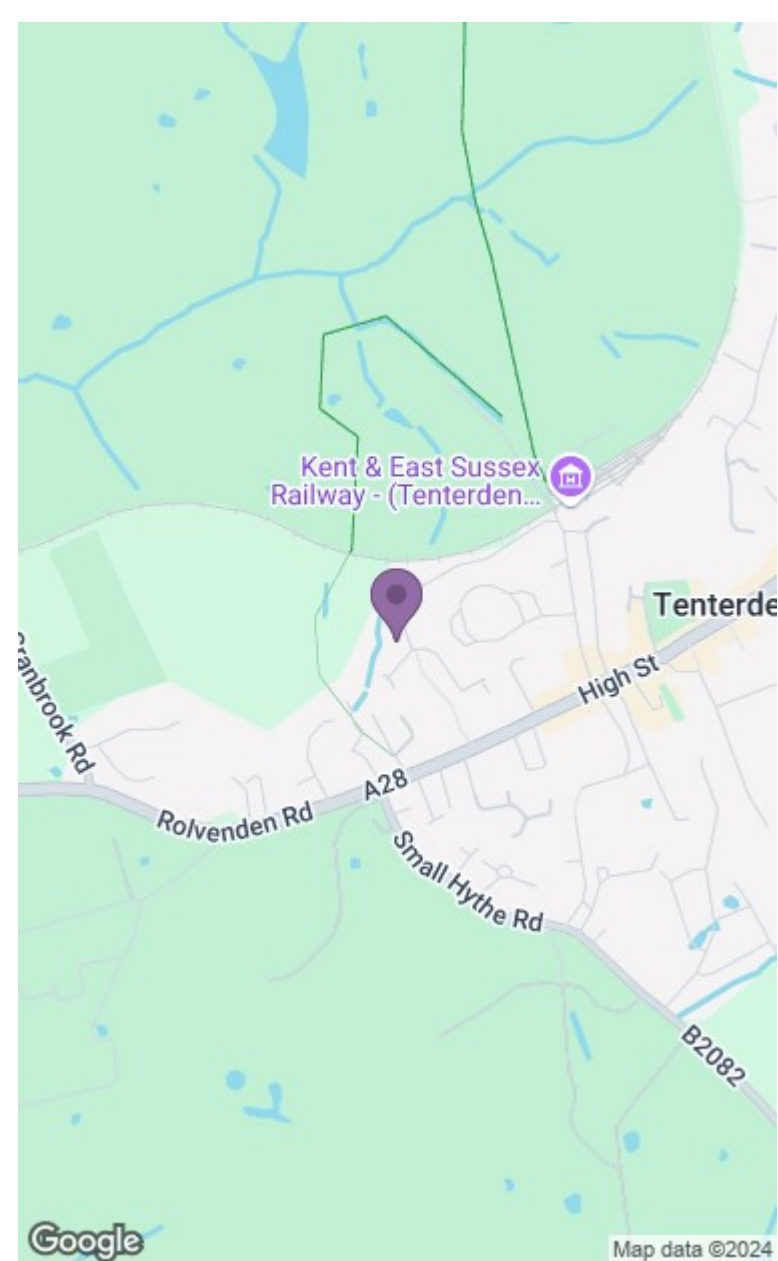 Kent & East Sussex
Railway - (Tenterden...
Tenterde
High St
Cranbrook Rd
A28
Rolvenden Rd
Small Hythe Rd
B2082
Google
Map data ©2024